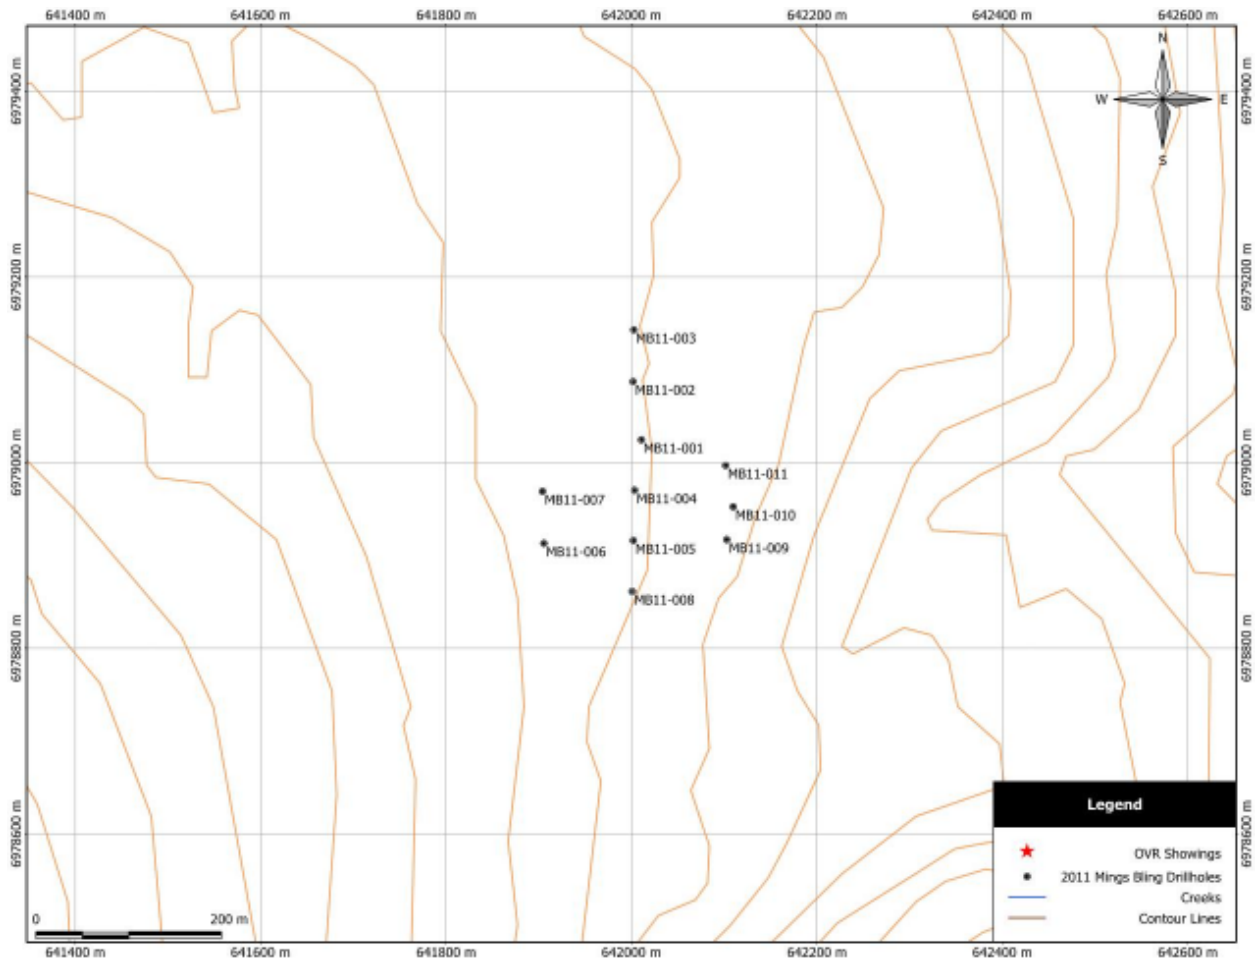 641400 m 641600 m 641800 m 642000 m 642200 m 642400 m 642600 m
N
W E
S
6979400 m 6979400 m
6979200 m 6979200 m
MB11-003
MB11-002
MB11-001
6979000 m 6979000 m
MB11-011
MB11-007 MB11-004
MB11-010
MB11-006 MB11-005 MB11-009
MB11-008
6978800 m 6978800 m
Legend
6978600 m 6978600 m
OVR Showings
2011 Mings Bling Drillholes
Creeks
Contour Lines
0 200 m
641400 m 641600 m 641800 m 642000 m 642200 m 642400 m 642600 m